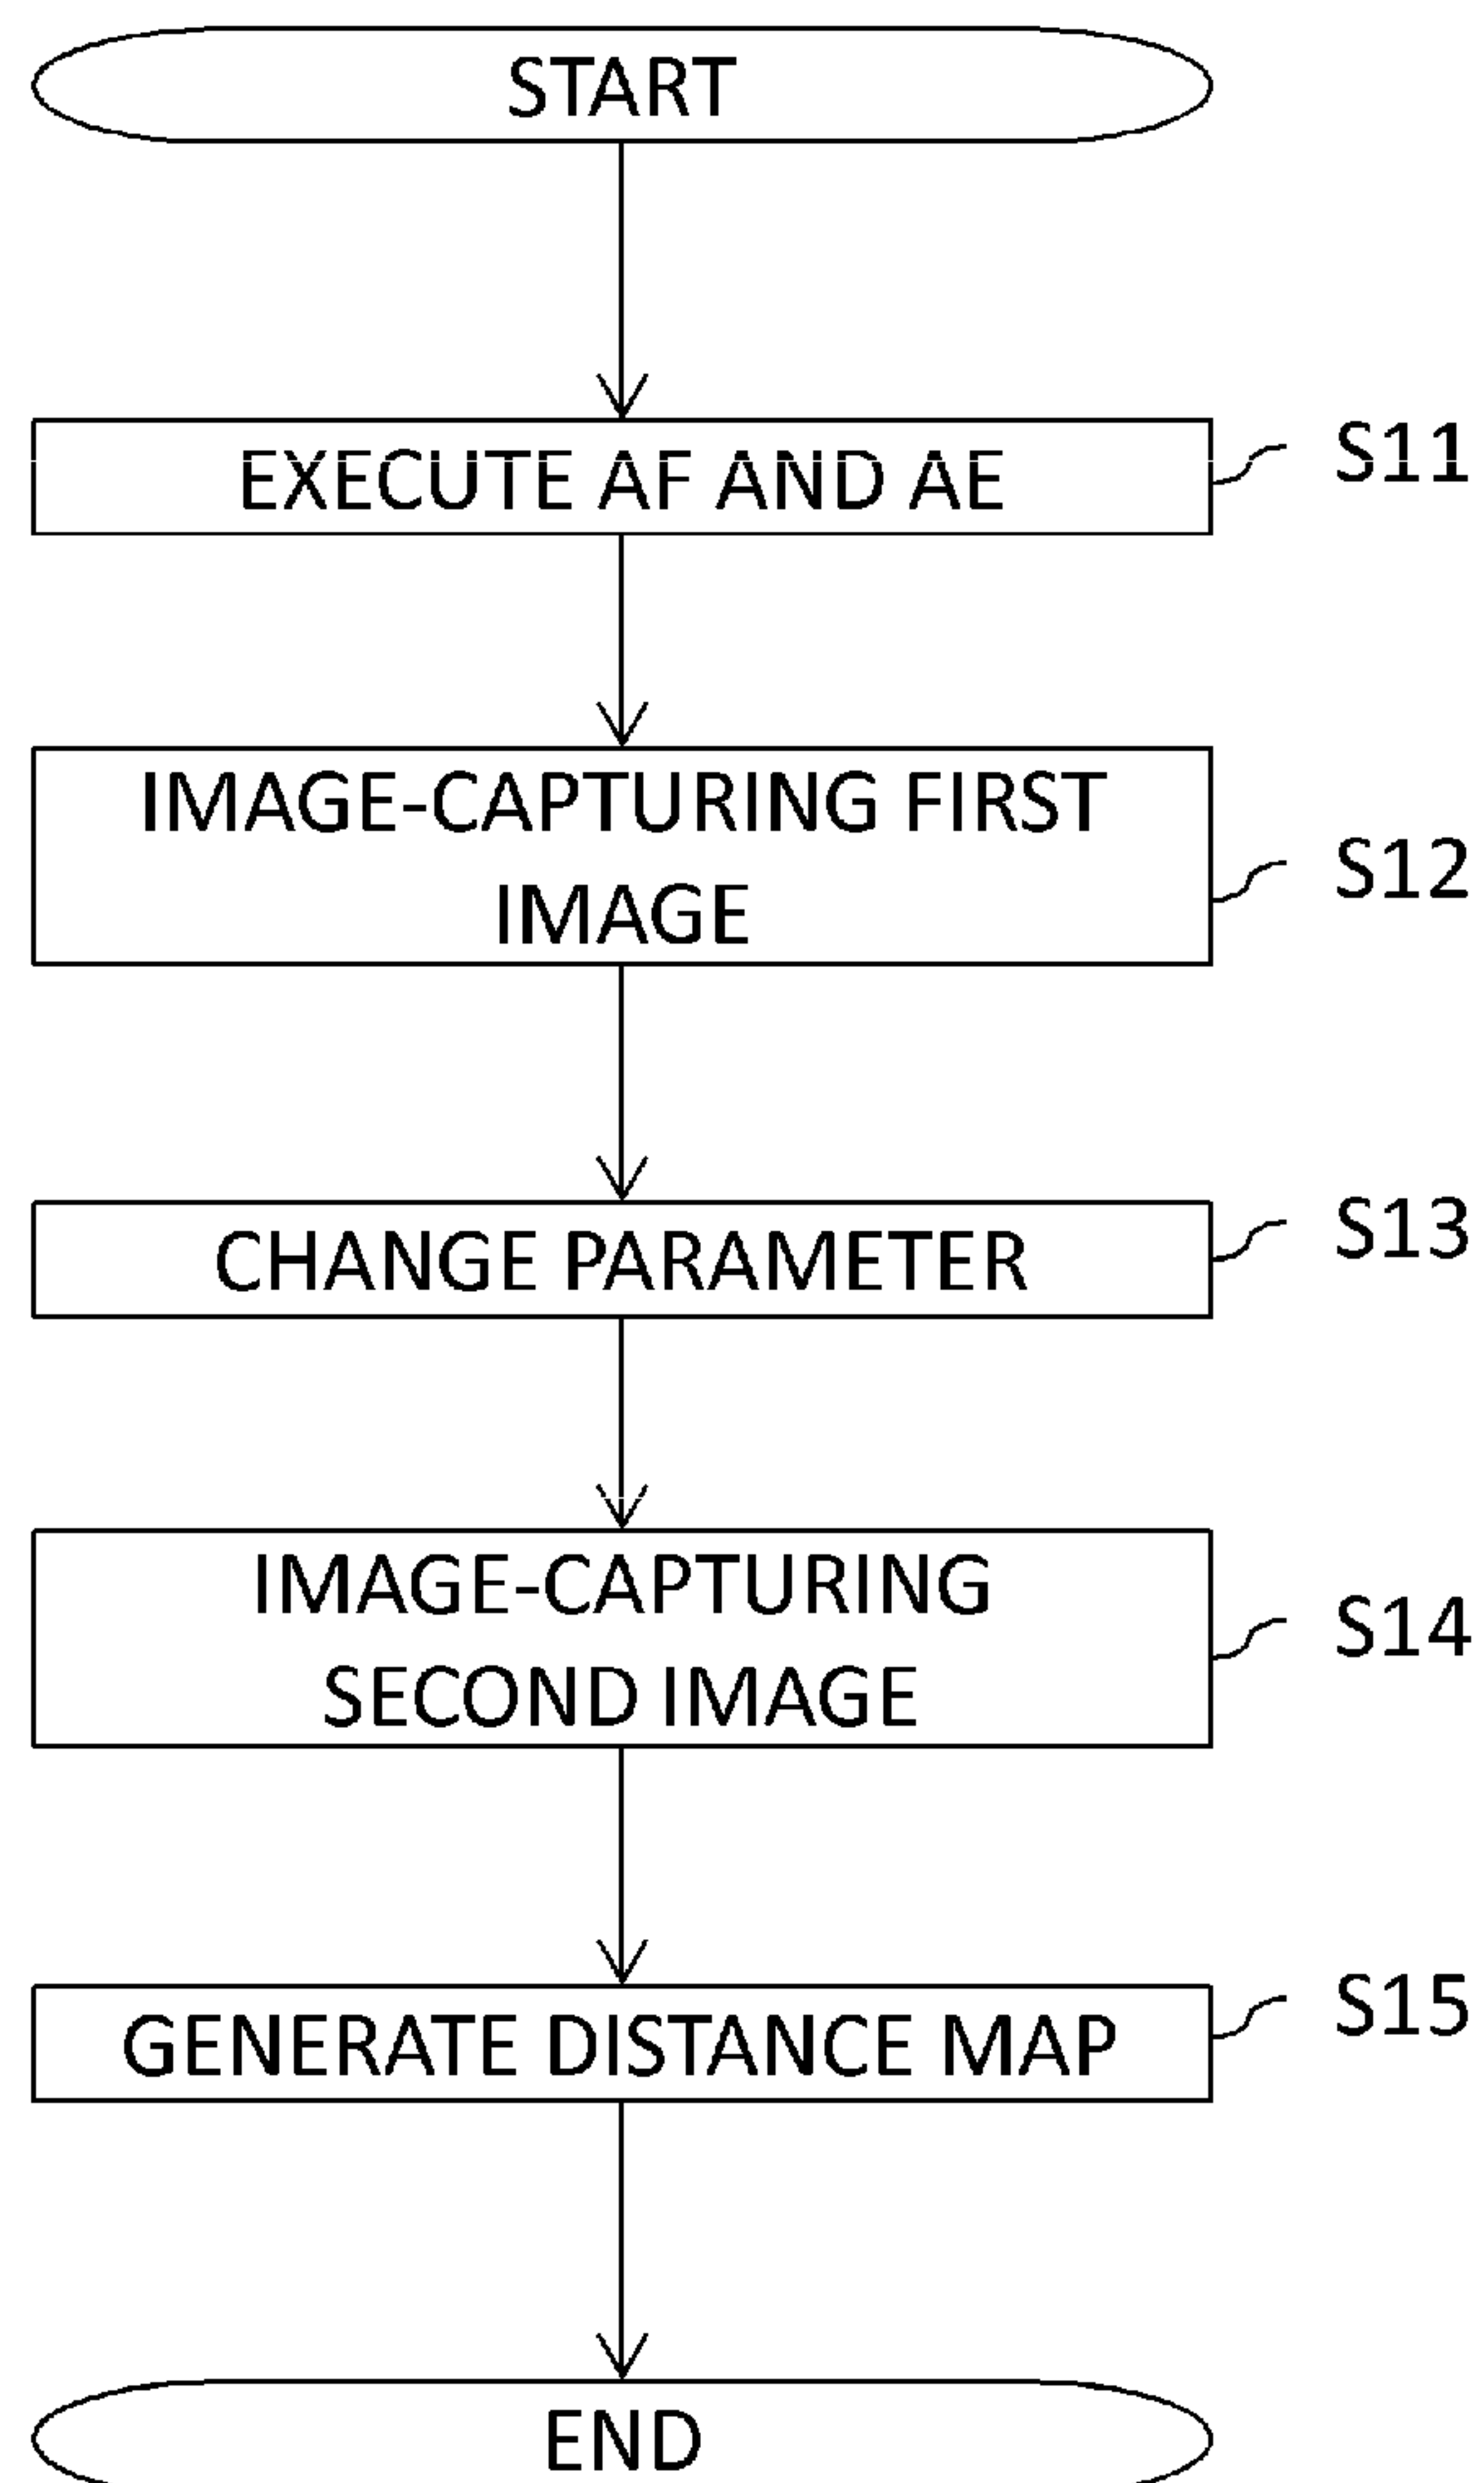 START
EXECUTE AF AND AE
S11
IMAGE-CAPTURING FIRST
IMAGE
S12
CHANGE PARAMETER
S13
IMAGE-CAPTURING
SECOND IMAGE
S14
GENERATE DISTANCE MAP
S15
END